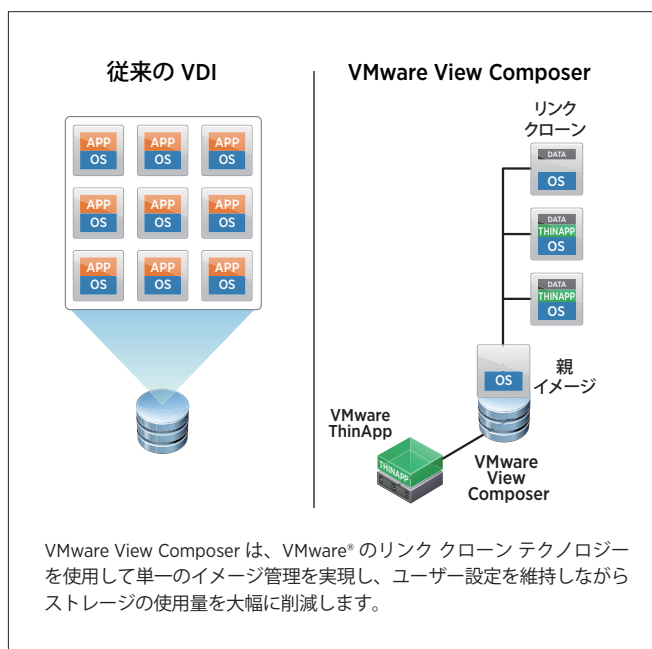 従来の VDI
APP
OS
APP
OS
APP
OS
APP
OS
APP
OS
APP
OS
APP
OS
APP
OS
APP
OS
VMware View Composer
リンク
クローン
DATA
OS
DATA
THINAPP
OS
DATA
THINAPP
OS
OS
親
イメージ
VMware
ThinApp
THINAPP
VMware
View
Composer
VMware View Composer は、VMware® のリンク クローン テクノロジー
を使用して単一のイメージ管理を実現し、ユーザー設定を維持しながら
ストレージの使用量を大幅に削減します。